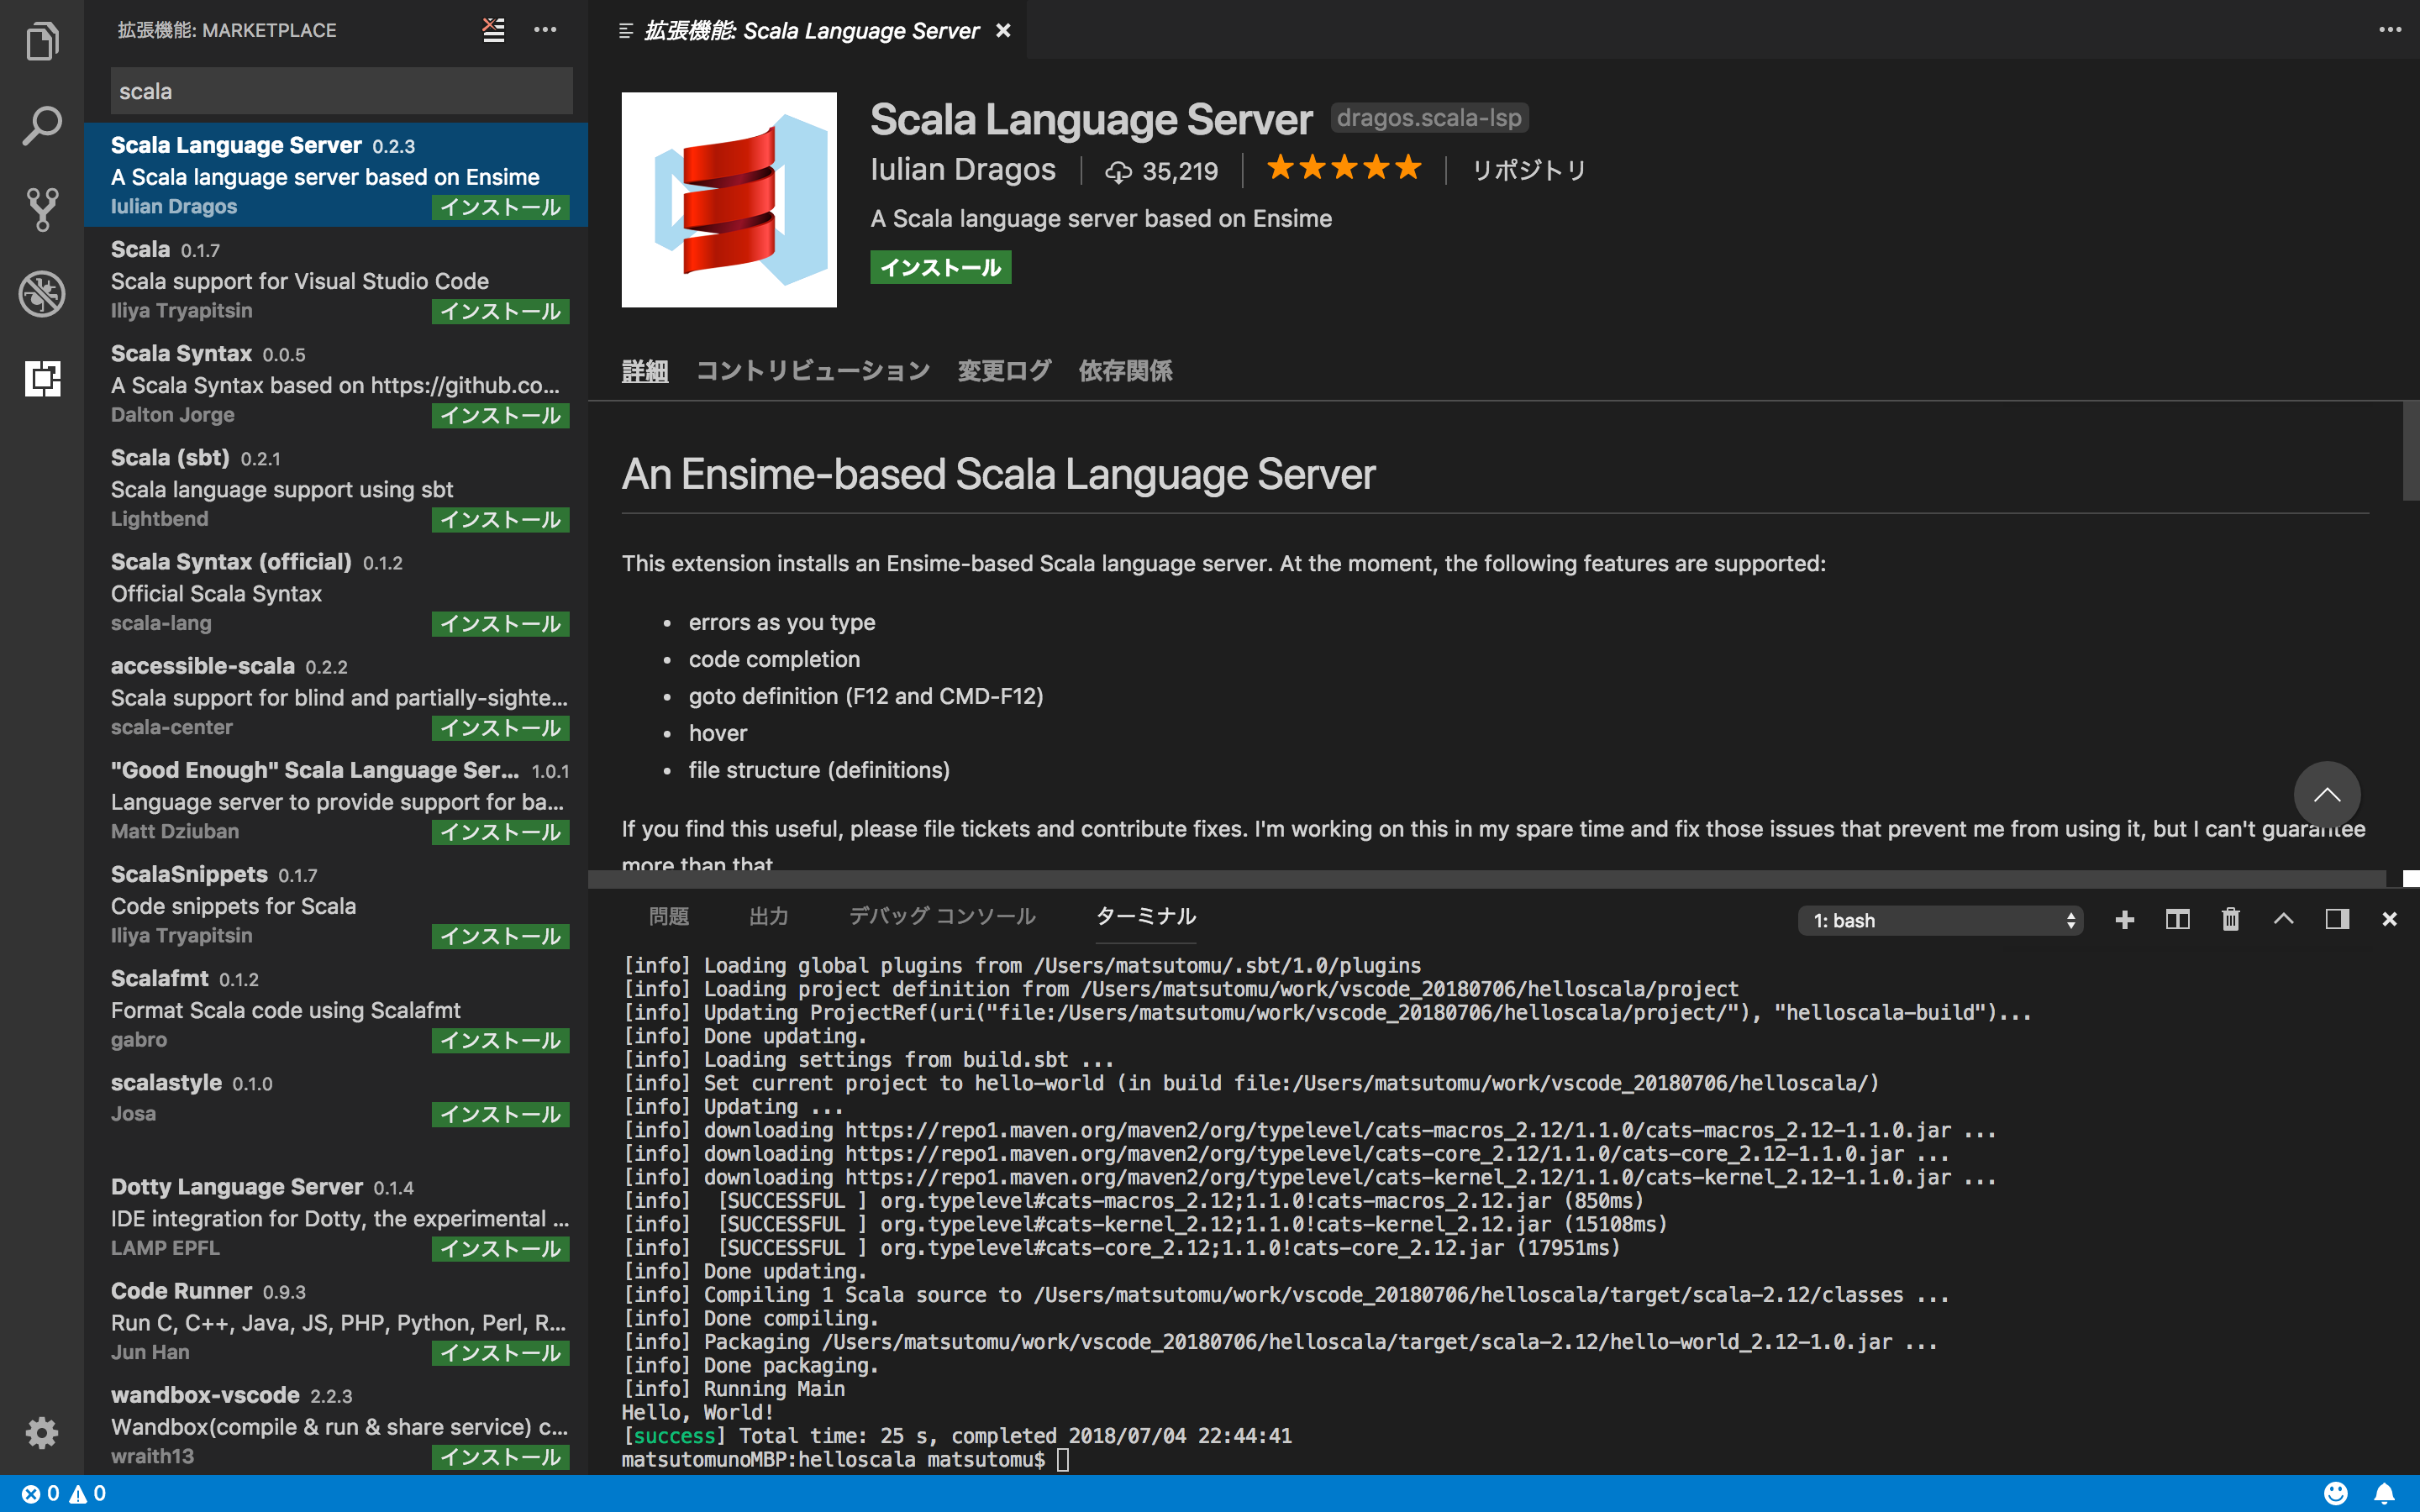 拡張機能: MARKETPLACE
scala
Scala Language Server 0.2.3
A Scala language server based on Ensime
Iulian Dragos インストール
Scala 0.1.7
Scala support for Visual Studio Code
Iliya Tryapitsin インストール
Scala Syntax 0.0.5
A Scala Syntax based on https://github.co...
Dalton Jorge インストール
Scala (sbt) 0.2.1
Scala language support using sbt
Lightbend インストール
Scala Syntax (official) 0.1.2
Official Scala Syntax
scala-lang インストール
accessible-scala 0.2.2
Scala support for blind and partially-sighte...
scala-center インストール
"Good Enough" Scala Language Ser... 1.0.1
Language server to provide support for ba...
Matt Dziuban インストール
ScalaSnippets 0.1.7
Code snippets for Scala
Iliya Tryapitsin インストール
Scalafmt 0.1.2
Format Scala code using Scalafmt
gabro インストール
scalastyle 0.1.0
Josa インストール
Dotty Language Server 0.1.4
IDE integration for Dotty, the experimental ...
LAMP EPFL インストール
Code Runner 0.9.3
Run C, C++, Java, JS, PHP, Python, Perl, R...
Jun Han インストール
wandbox-vscode 2.2.3
Wandbox(compile & run & share service) c...
wraith13 インストール
拡張機能: Scala Language Server
Scala Language Server dragos.scala-lsp
Iulian Dragos 35,219 リポジトリ
A Scala language server based on Ensime
インストール
詳細 コントリビューション 変更ログ 依存関係
An Ensime-based Scala Language Server
This extension installs an Ensime-based Scala language server. At the moment, the following features are supported:
• errors as you type
• code completion
• goto definition (F12 and CMD-F12)
• hover
• file structure (definitions)
If you find this useful, please file tickets and contribute fixes. I'm working on this in my spare time and fix those issues that prevent me from using it, but I can't guarantee
more than that
問題 出力 デバッグ コンソール ターミナル 1: bash
[info] Loading global plugins from /Users/matsutomu/.sbt/1.0/plugins
[info] Loading project definition from /Users/matsutomu/work/vscode_20180706/helloscala/project
[info] Updating ProjectRef(uri("file:/Users/matsutomu/work/vscode_20180706/helloscala/project/"), "helloscala-build")...
[info] Done updating.
[info] Loading settings from build.sbt ...
[info] Set current project to hello-world (in build file:/Users/matsutomu/work/vscode_20180706/helloscala/)
[info] Updating ...
[info] downloading https://repo1.maven.org/maven2/org/typelevel/cats-macros_2.12/1.1.0/cats-macros_2.12-1.1.0.jar ...
[info] downloading https://repo1.maven.org/maven2/org/typelevel/cats-core_2.12/1.1.0/cats-core_2.12-1.1.0.jar ...
[info] downloading https://repo1.maven.org/maven2/org/typelevel/cats-kernel_2.12/1.1.0/cats-kernel_2.12-1.1.0.jar ...
[info] [SUCCESSFUL ] org.typelevel#cats-macros_2.12;1.1.0!cats-macros_2.12.jar (850ms)
[info] [SUCCESSFUL ] org.typelevel#cats-kernel_2.12;1.1.0!cats-kernel_2.12.jar (15108ms)
[info] [SUCCESSFUL ] org.typelevel#cats-core_2.12;1.1.0!cats-core_2.12.jar (17951ms)
[info] Done updating.
[info] Compiling 1 Scala source to /Users/matsutomu/work/vscode_20180706/helloscala/target/scala-2.12/classes ...
[info] Done compiling.
[info] Packaging /Users/matsutomu/work/vscode_20180706/helloscala/target/scala-2.12/hello-world_2.12-1.0.jar ...
[info] Done packaging.
[info] Running Main
Hello, World!
[success] Total time: 25 s, completed 2018/07/04 22:44:41
matsutomunoMBP:helloscala matsutomu$
0 0